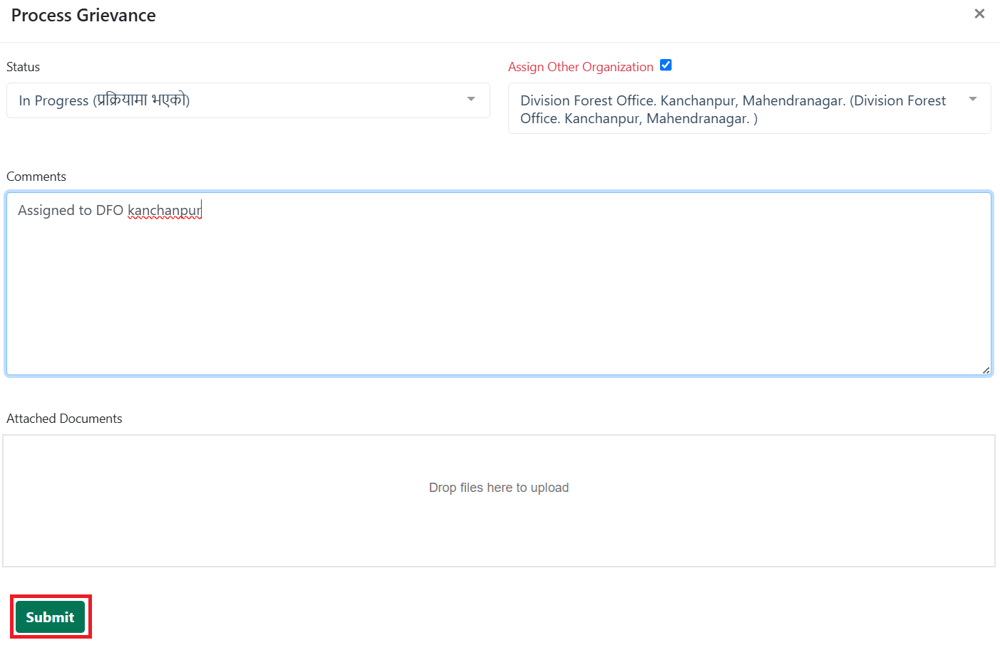 Process Grievance
×
Status
Assign Other Organization
In Progress (प्रक्रियामा भएको)
Division Forest Office. Kanchanpur, Mahendranagar. (Division Forest
Office. Kanchanpur, Mahendranagar. )
Comments
Assigned to DFO kanchanpur
Attached Documents
Drop files here to upload
Submit